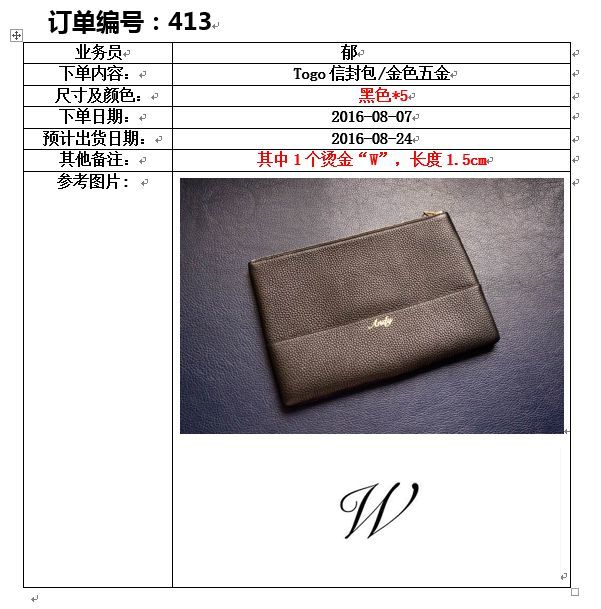 订单编号：413
业务员 郁
下单内容： Togo信封包/金色五金
尺寸及颜色： 黑色*5
下单日期： 2016-08-07
预计出货日期： 2016-08-24
其他备注： 其中1个烫金“W”，长度1.5cm
参考图片：
Andy
W